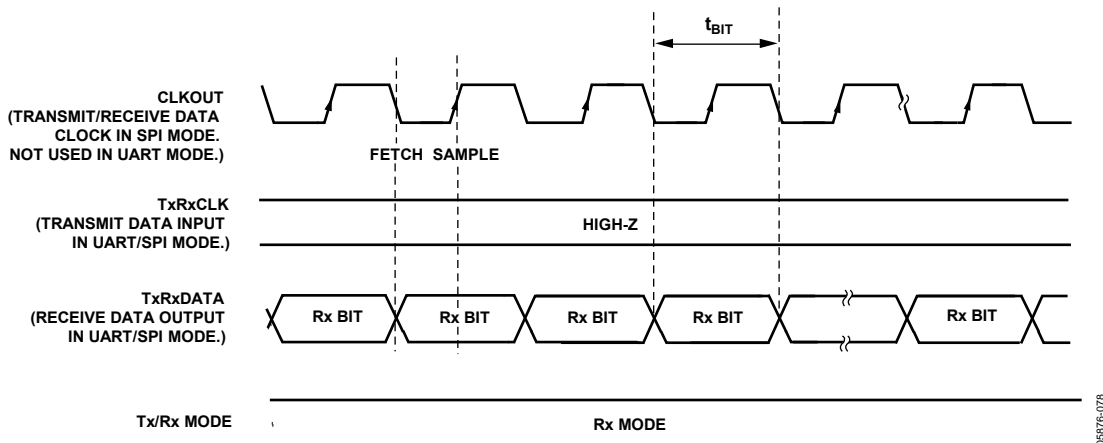 tBIT
CLKOUT
(TRANSMIT/RECEIVE DATA
CLOCK IN SPI MODE.
NOT USED IN UART MODE.)
FETCH SAMPLE
TxRxCLK
(TRANSMIT DATA INPUT
IN UART/SPI MODE.)
HIGH-Z
TxRxDATA
(RECEIVE DATA OUTPUT
IN UART/SPI MODE.)
Rx BIT Rx BIT Rx BIT Rx BIT Rx BIT
Tx/Rx MODE
Rx MODE
05876-078